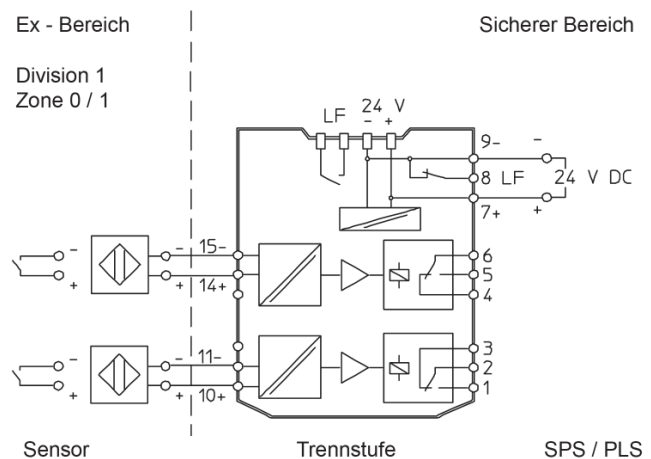 Ex - Bereich
Sicherer Bereich
Division 1
Zone 0 / 1
LF 24 V
- +
9- -
8 LF 24 V DC
7+ +
- - 15- 6
+ + 14+ 5
4
3
- - 11- 2
+ + 10+ 1
Sensor
Trennstufe
SPS / PLS